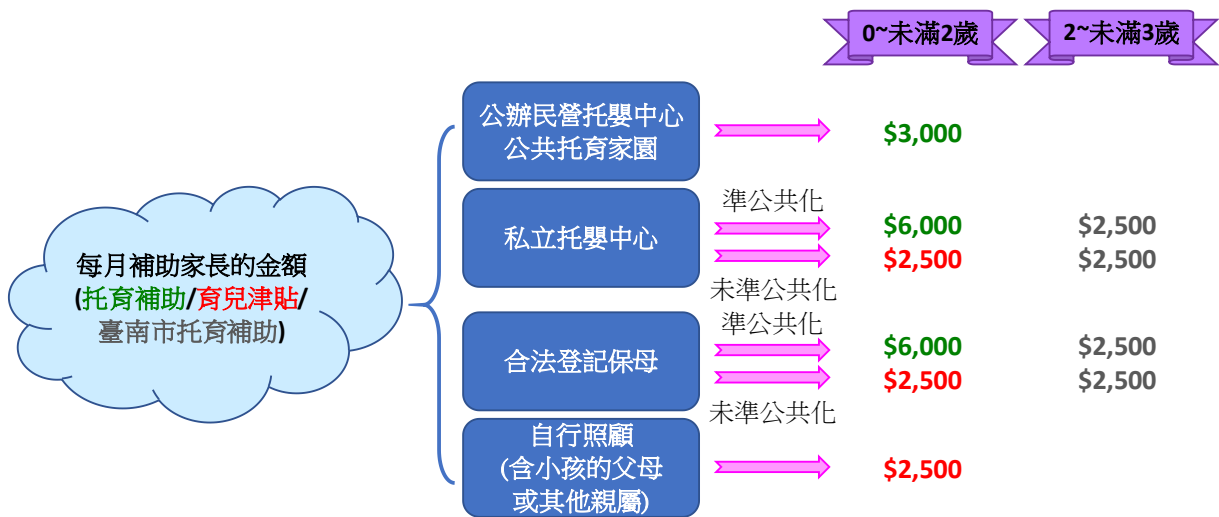 0~未滿2歲
2~未滿3歲
公辦民營托嬰中心
公共托育家園
$3,000
每月補助家長的金額
(托育補助/育兒津貼/
臺南市托育補助)
私立托嬰中心
準公共化
$6,000
$2,500
$2,500
$2,500
未準公共化
合法登記保母
準公共化
$6,000
$2,500
$2,500
$2,500
未準公共化
自行照顧
(含小孩的父母
或其他親屬)
$2,500